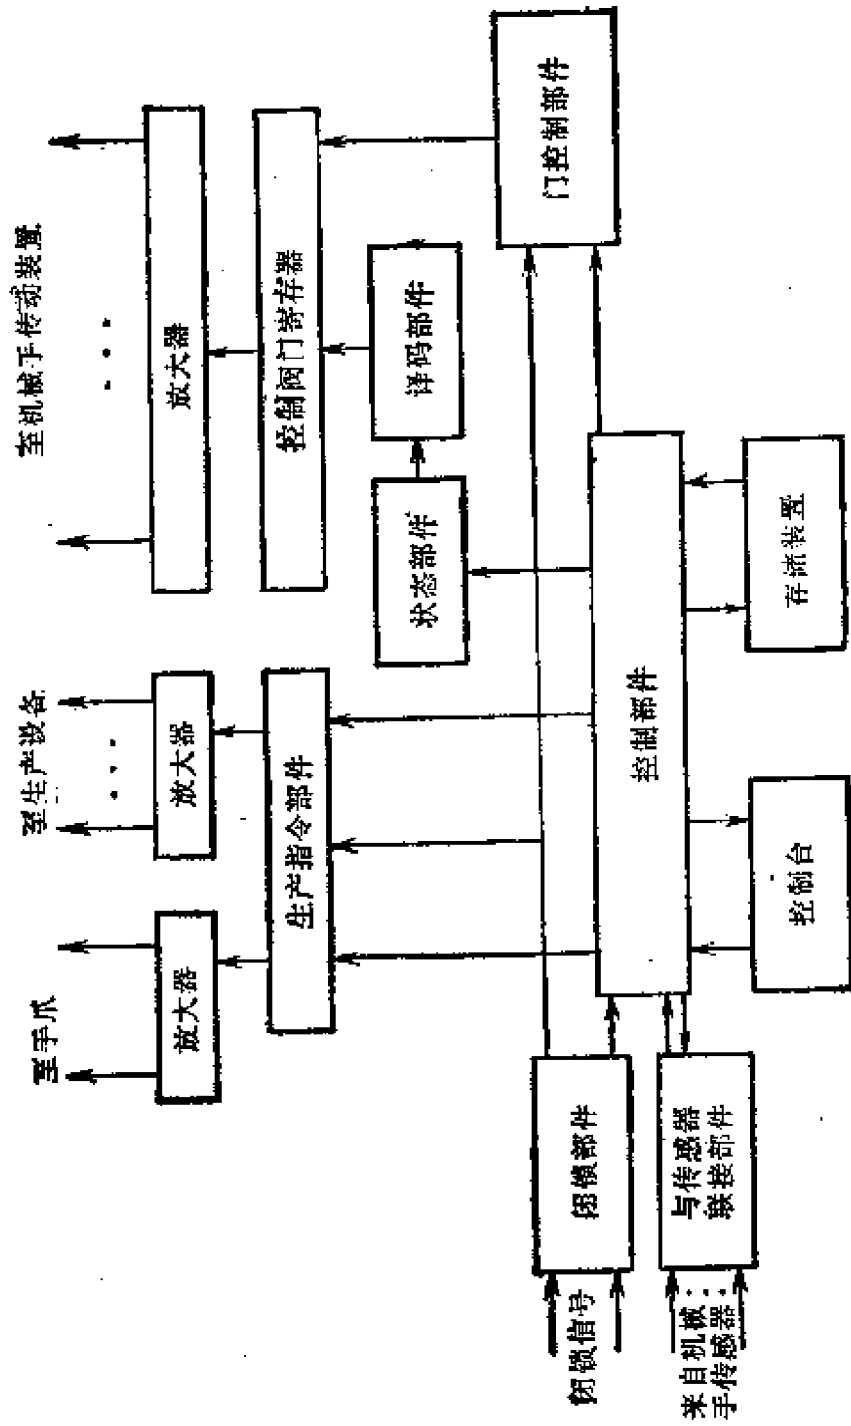 至手爪
至生产设备
至机械手传动装置
放大器
放大器
放大器
生产指令部件
控制阀门寄存器
状态部件
译码部件
门控制部件
闭锁信号
闭锁部件
控制部件
来自机械
手传感器
与传感器
联接部件
控制台
存储装置